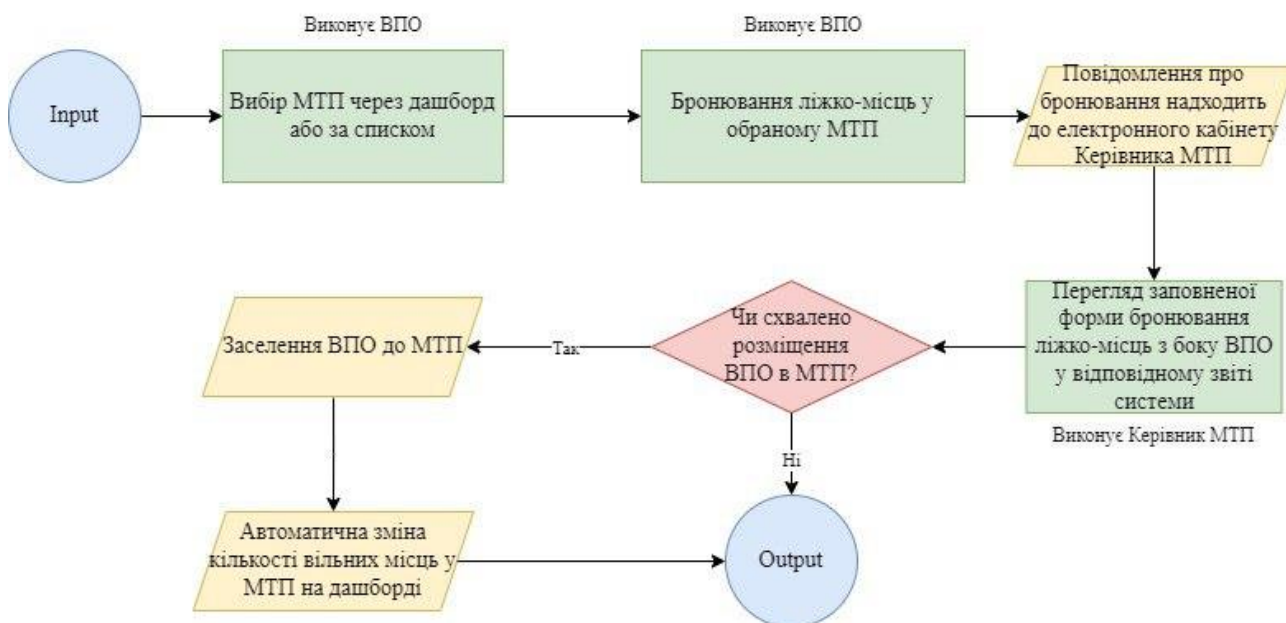 Виконує ВПО
Виконує ВПО
Input
Вибір МТП через дашборд
або за списком
Бронювання ліжко-місць у
обраному МТП
Повідомлення про
бронювання надходить
до електронного кабінету
Керівника МТП
Заселення ВПО до МТП
Так
Чи схвалено
розміщення
ВПО в МТП?
Перегляд заповненої
форми бронювання
ліжко-місць з боку ВПО
у відповідному звіті
системи
Виконує Керівник МТП
Ні
Автоматична зміна
кількості вільних місць у
МТП на дашборді
Output